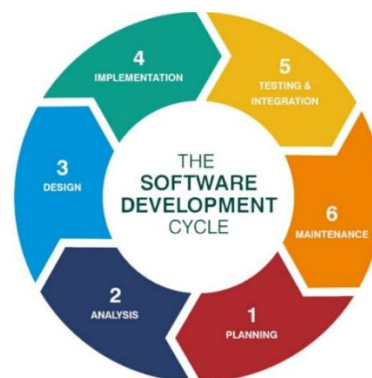 THE
SOFTWARE
DEVELOPMENT
CYCLE
1
PLANNING
2
ANALYSIS
3
DESIGN
4
IMPLEMENTATION
5
TESTING &
INTEGRATION
6
MAINTENANCE